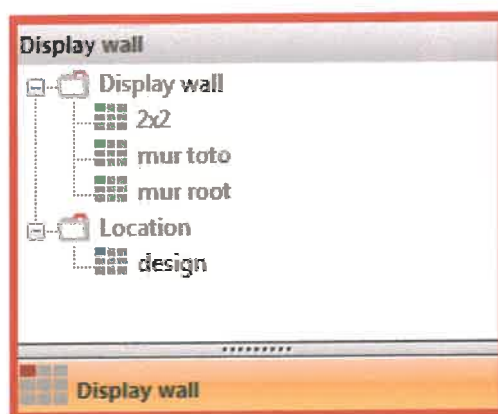 Display wall
Display wall
2x2
mur toto
mur root
Location
design
Display wall